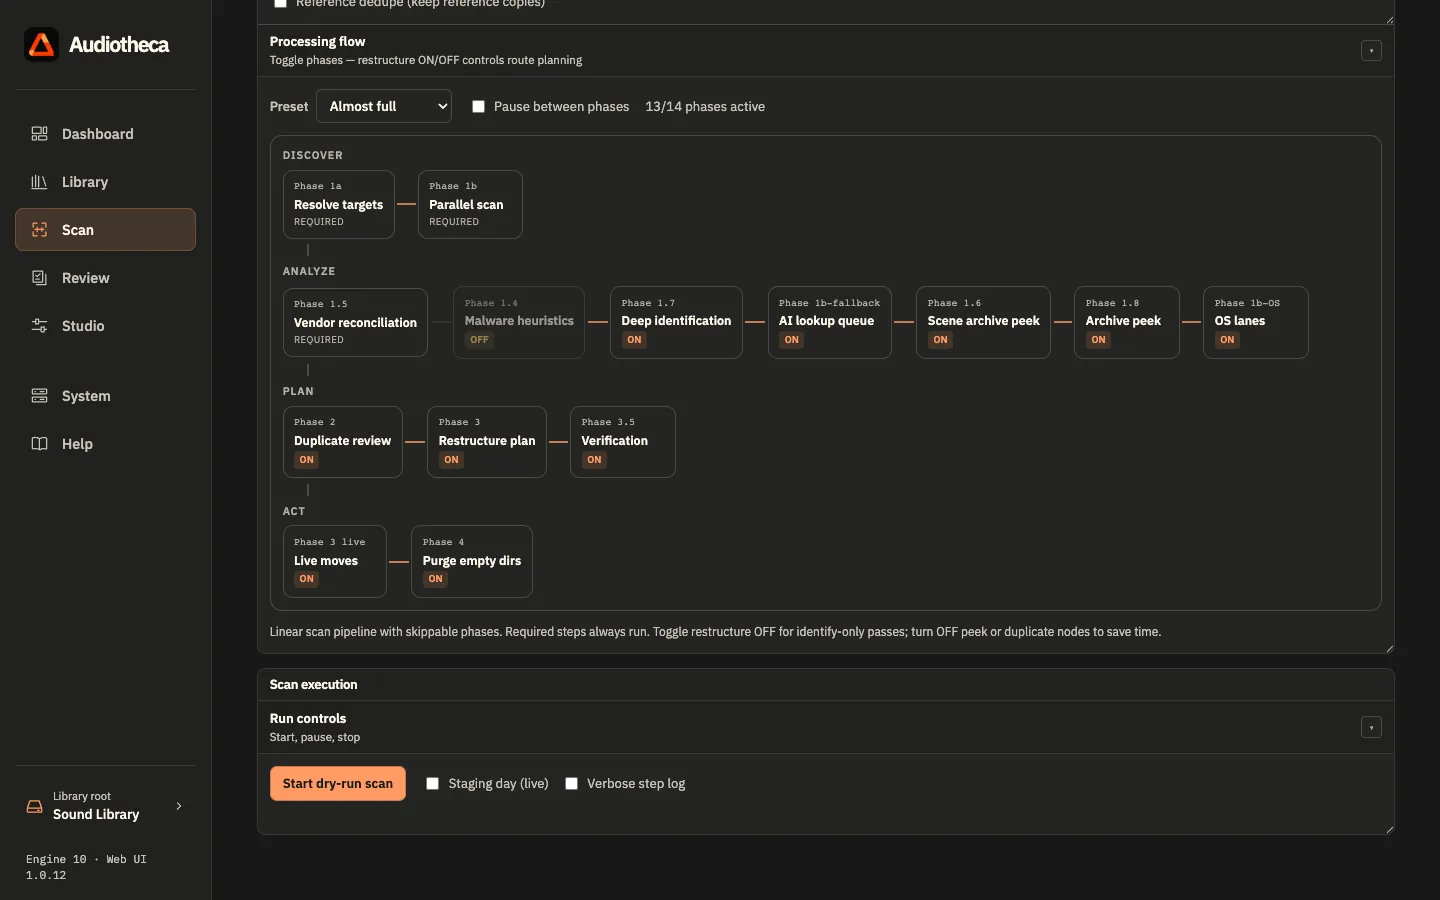 Audiotheca
Dashboard
Library
Scan
Review
Studio
System
Help
Library root
Sound Library
Engine 10 · Web UI
1.0.12
Reference dedupe (keep reference copies)
Processing flow
Toggle phases — restructure ON/OFF controls route planning
Preset Almost full Pause between phases 13/14 phases active
DISCOVER
Phase 1a
Resolve targets
REQUIRED
Phase 1b
Parallel scan
REQUIRED
ANALYZE
Phase 1.5
Vendor reconciliation
REQUIRED
Phase 1.4
Malware heuristics
OFF
Phase 1.7
Deep identification
ON
Phase 1b-fallback
AI lookup queue
ON
Phase 1.6
Scene archive peek
ON
Phase 1.8
Archive peek
ON
Phase 1b-OS
OS lanes
ON
PLAN
Phase 2
Duplicate review
ON
Phase 3
Restructure plan
ON
Phase 3.5
Verification
ON
ACT
Phase 3 live
Live moves
ON
Phase 4
Purge empty dirs
ON
Linear scan pipeline with skippable phases. Required steps always run. Toggle restructure OFF for identify-only passes; turn OFF peek or duplicate nodes to save time.
Scan execution
Run controls
Start, pause, stop
Start dry-run scan Staging day (live) Verbose step log